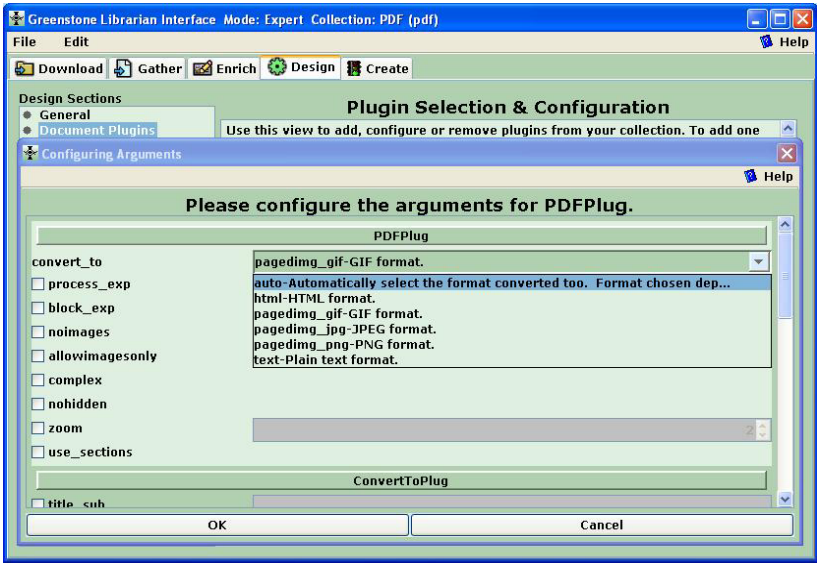 Greenstone Librarian Interface  Mode: Expert  Collection: PDF (pdf)
File Edit Help
Download Gather Enrich Design Create
Design Sections
General
Document Plugins
Plugin Selection & Configuration
Use this view to add, configure or remove plugins from your collection. To add one
Configuring Arguments
Help
Please configure the arguments for PDFPlug.
PDFPlug
convert_to pagedimg_gif-GIF format.
auto-Automatically select the format converted too.  Format chosen dep...
html-HTML format.
pagedimg_gif-GIF format.
pagedimg_jpg-JPEG format.
pagedimg_png-PNG format.
text-Plain text format.
process_exp
block_exp
noimages
allowimagesonly
complex
nohidden
zoom 2
use_sections
ConvertToPlug
title_sub
OK Cancel